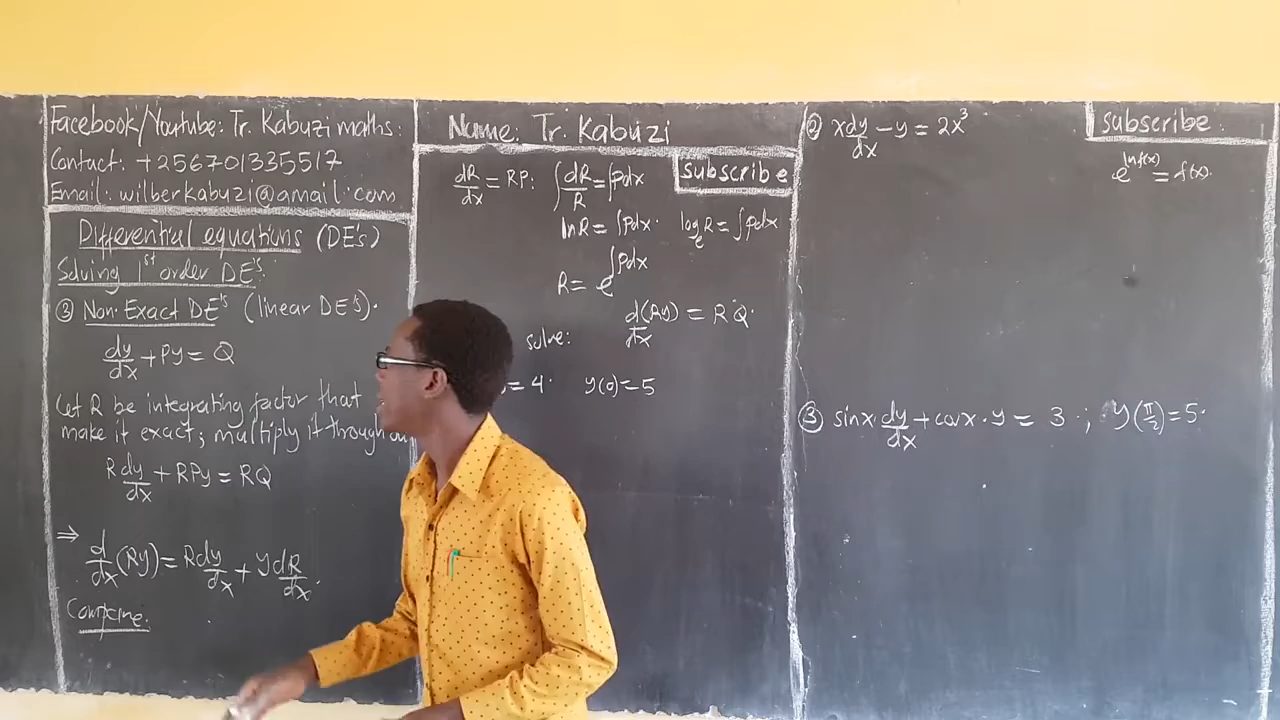 Facebook/Youtube: Tr. Kabuzi maths:
Contact: +256701335517
Email: wilberkabuzi@amail.com
Differential equations (DE's)
Solving 1st order DE's.
③ Non Exact DE's (linear DE's).
dy/dx + Py = Q
Let R be integrating factor that
make it exact; multiply it through
R dy/dx + RPy = RQ
⇒ d/dx (Ry) = R dy/dx + y dR/dx.
Name: Tr. Kabuzi
subscribe
dR/dx = RP: ∫ dR/R = ∫pdx
lnR = ∫pdx. log_e R = ∫pdx
R = e^∫pdx
d/dx (Ry) = RQ.
solve:
= 4. y(0)=5
subscribe
② x dy/dx - y = 2x³
e^lnf(x) = f(x).
③ sinx. dy/dx + cosx.y = 3 .; y(π/2)=5.